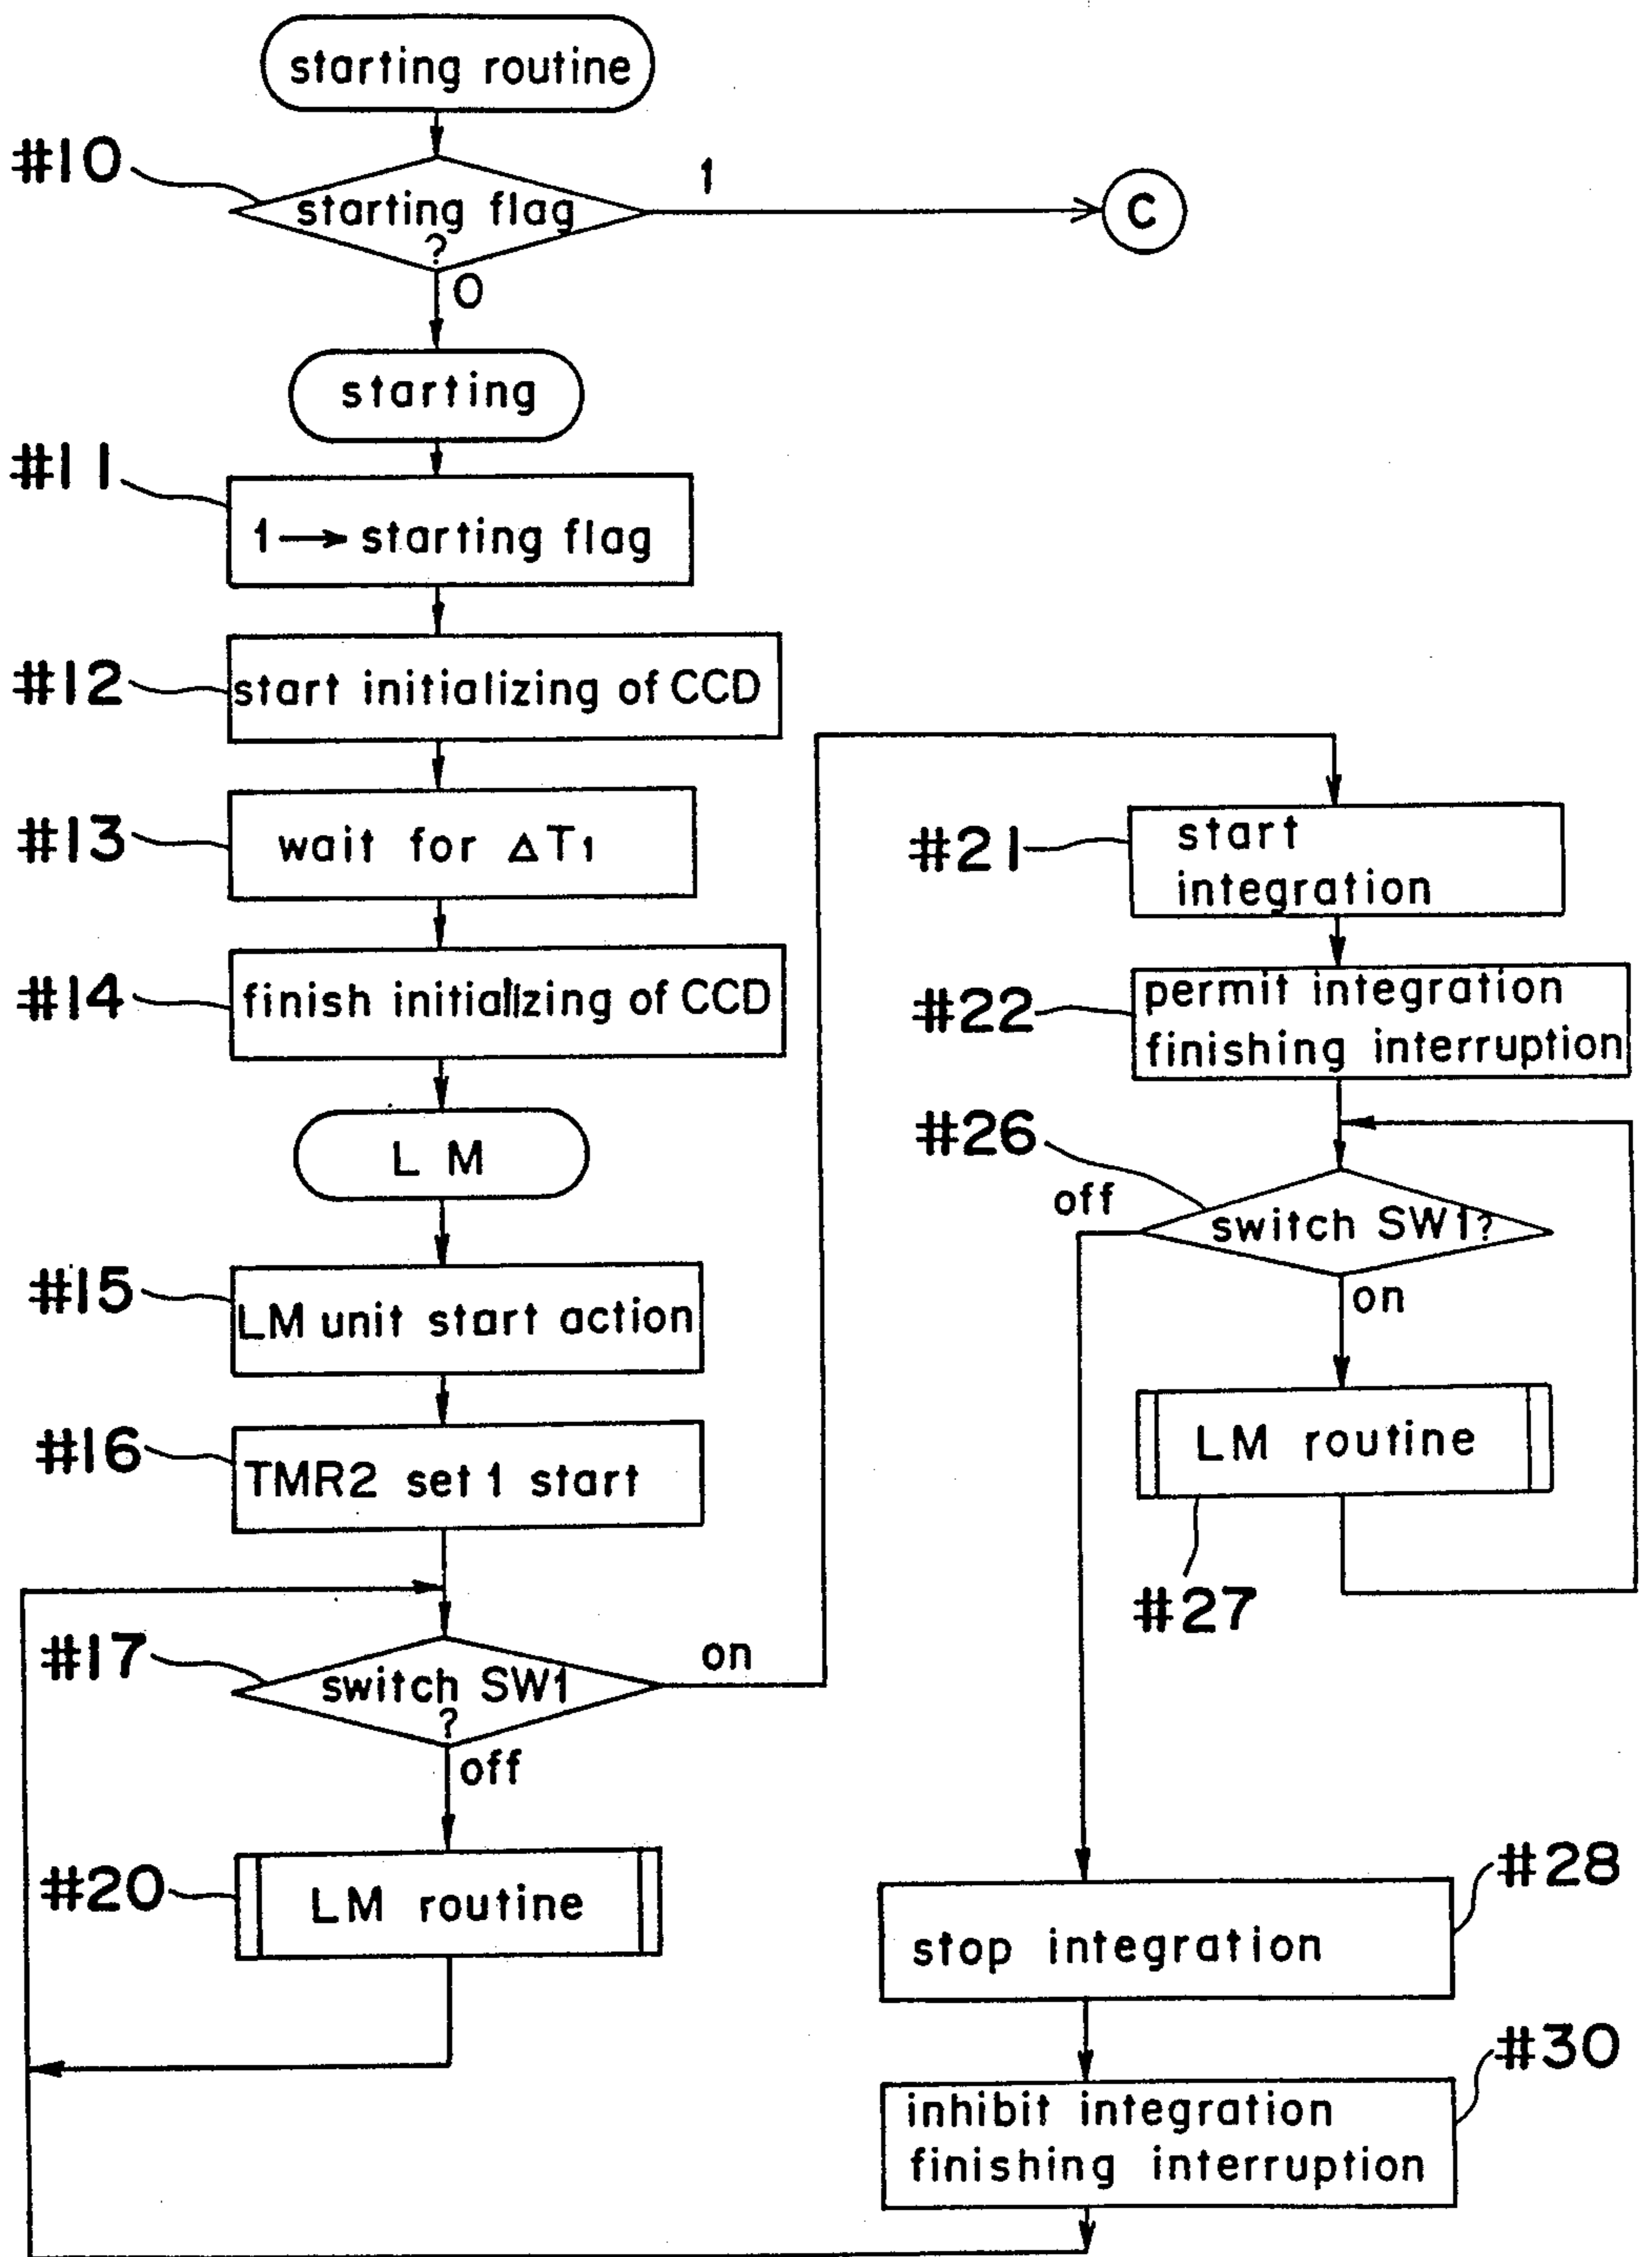 starting routine
#10
starting flag
?
1
C
0
starting
#11
1 → starting flag
#12
start initializing of CCD
#13
wait for ΔT1
#14
finish initializing of CCD
L M
#15
LM unit start action
#16
TMR2 set 1 start
#17
switch SW1
?
on
off
#20
LM routine
#21
start
integration
#22
permit integration
finishing interruption
#26
off
switch SW1?
on
LM routine
#27
#28
stop integration
#30
inhibit integration
finishing interruption